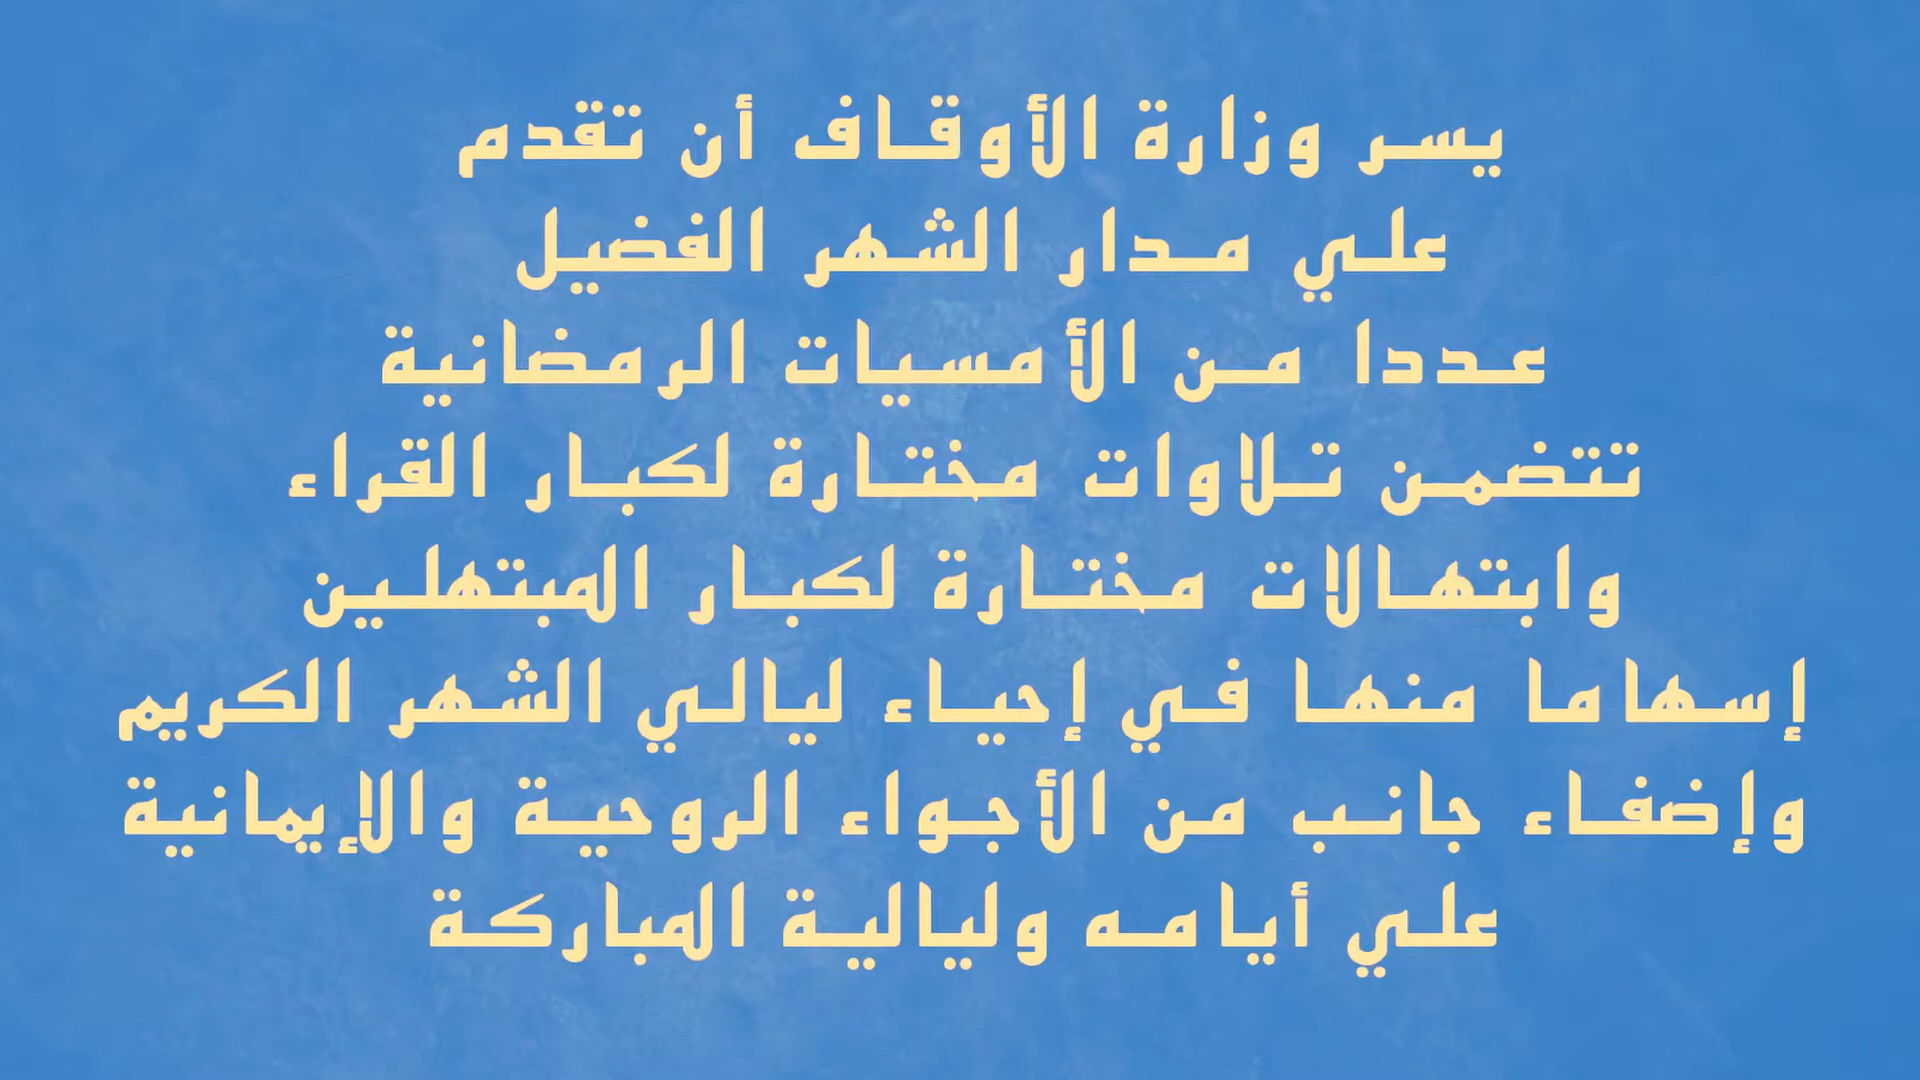 يسر وزارة الأوقاف أن تقدم
علي مدار الشهر الفضيل
عددا من الأمسيات الرمضانية
تتضمن تلاوات مختارة لكبار القراء
وابتهالات مختارة لكبار المبتهلين
إسهاما منها في إحياء ليالي الشهر الكريم
وإضفاء جانب من الأجواء الروحية والإيمانية
علي أيامه وليالية المباركة